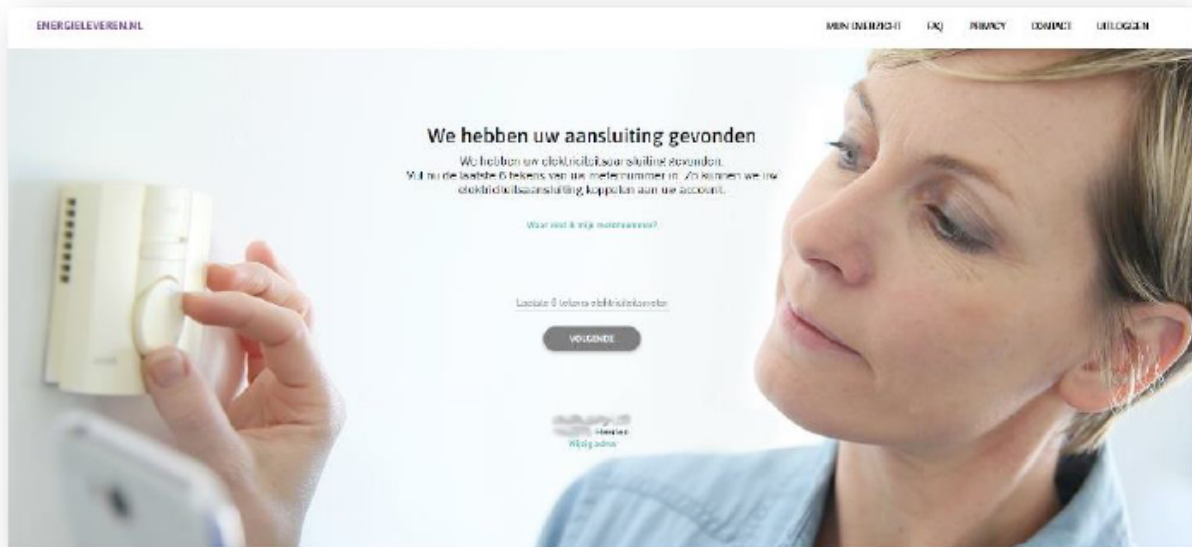 ENERGIELEVEREN.NL
MIJN OVERZICHT FAQ PRIVACY CONTACT UITLOGGEN
We hebben uw aansluiting gevonden
We hebben uw elektriciteitsaansluiting gevonden.
Vul nu de laatste 6 tekens van uw meternummer in. Zo kunnen we uw
elektriciteitsaansluiting koppelen aan uw account.
Waar vind ik mijn meternummer?
Laatste 6 tekens elektriciteitsmeter
VOLGENDE
Wijzig adres